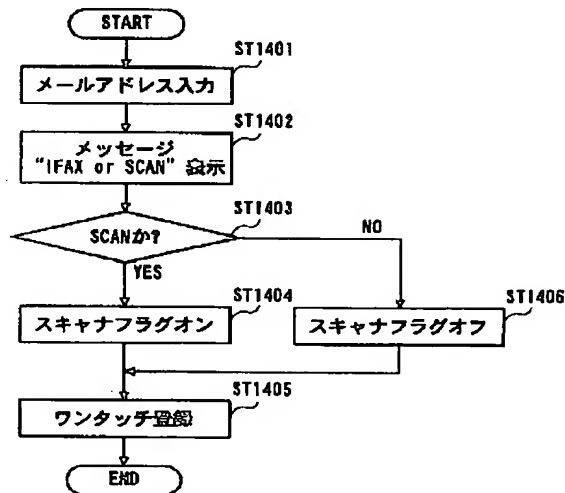 START
ST1401
メールアドレス入力
ST1402
メッセージ
"IFAX or SCAN" 表示
ST1403
SCANか?
NO
YES
ST1404
スキャナフラグオン
ST1406
スキャナフラグオフ
ST1405
ワンタッチ登録
END